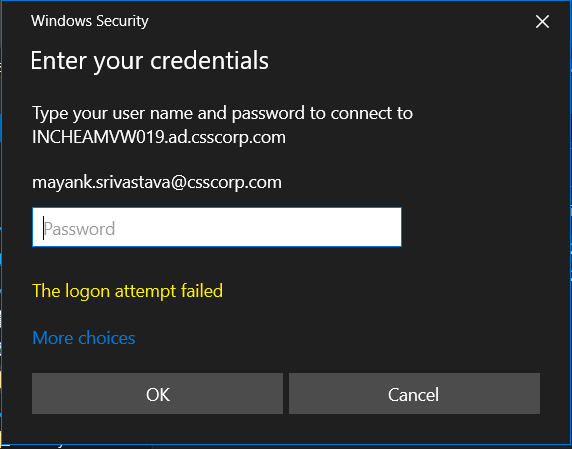 Windows Security
Enter your credentials
Type your user name and password to connect to
INCHEAMVW019.ad.csscorp.com
mayank.srivastava@csscorp.com
Password
The logon attempt failed
More choices
OK
Cancel